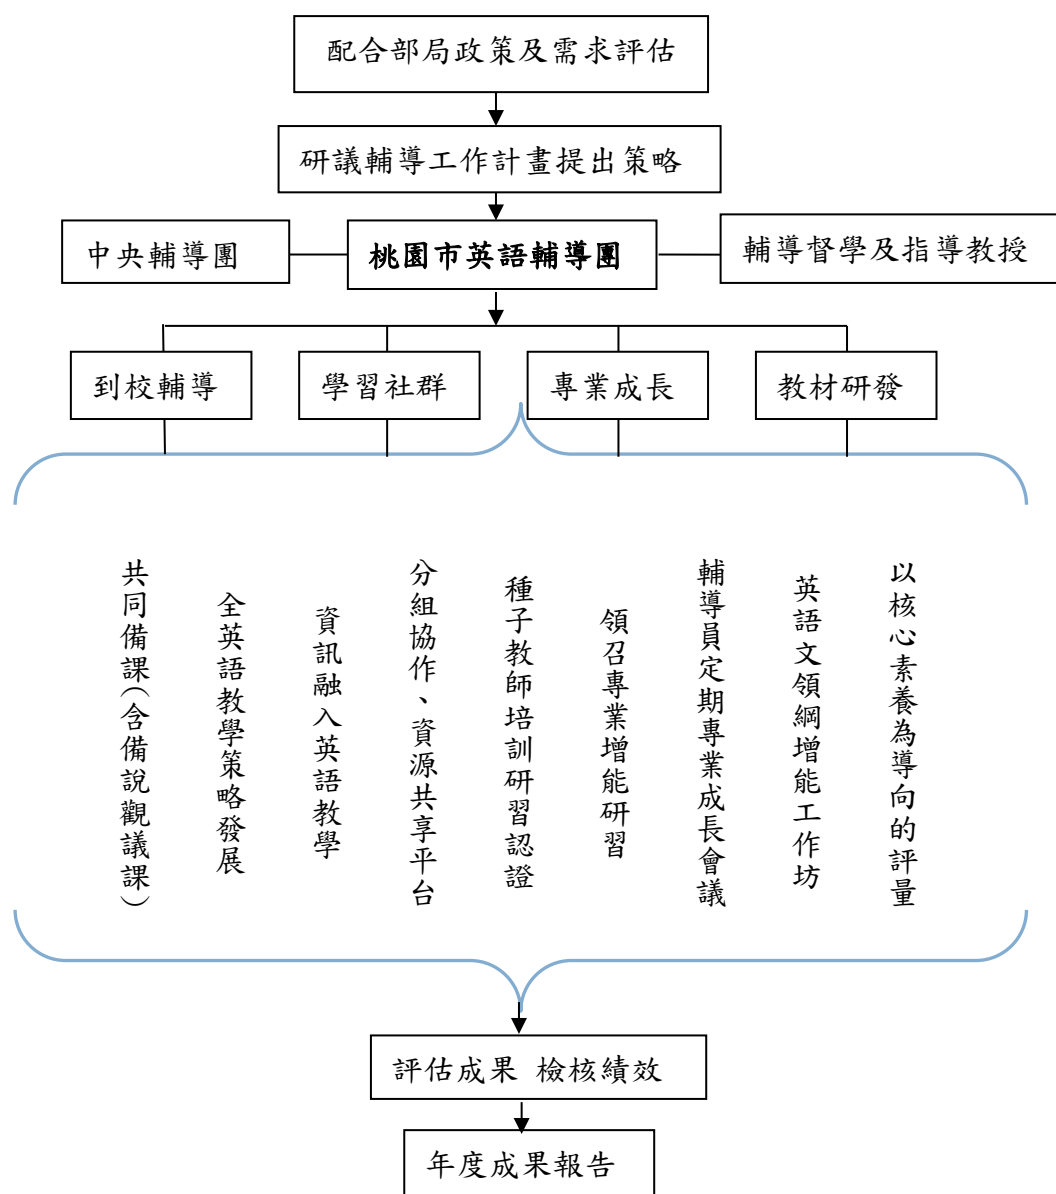 配合部局政策及需求評估
研議輔導工作計畫提出策略
中央輔導團
桃園市英語輔導團
輔導督學及指導教授
到校輔導
學習社群
專業成長
教材研發
共同備課(含備說觀議課)
全英語教學策略發展
資訊融入英語教學
分組協作、資源共享平台
種子教師培訓研習認證
領召專業增能研習
輔導員定期專業成長會議
英語文領綱增能工作坊
以核心素養為導向的評量
評估成果 檢核績效
年度成果報告